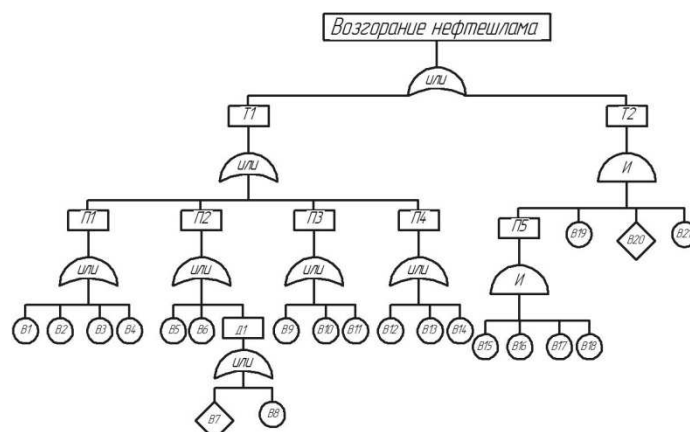 Возгорание нефтешлама
ИЛИ
Т1
Т2
ИЛИ
И
П1
П2
П3
П4
П5
В19
В20
ИЛИ
ИЛИ
ИЛИ
ИЛИ
И
В1
В2
В3
В4
В5
В6
Д1
В9
В10
В11
В12
В13
В14
В15
В16
В17
В18
ИЛИ
В7
В8